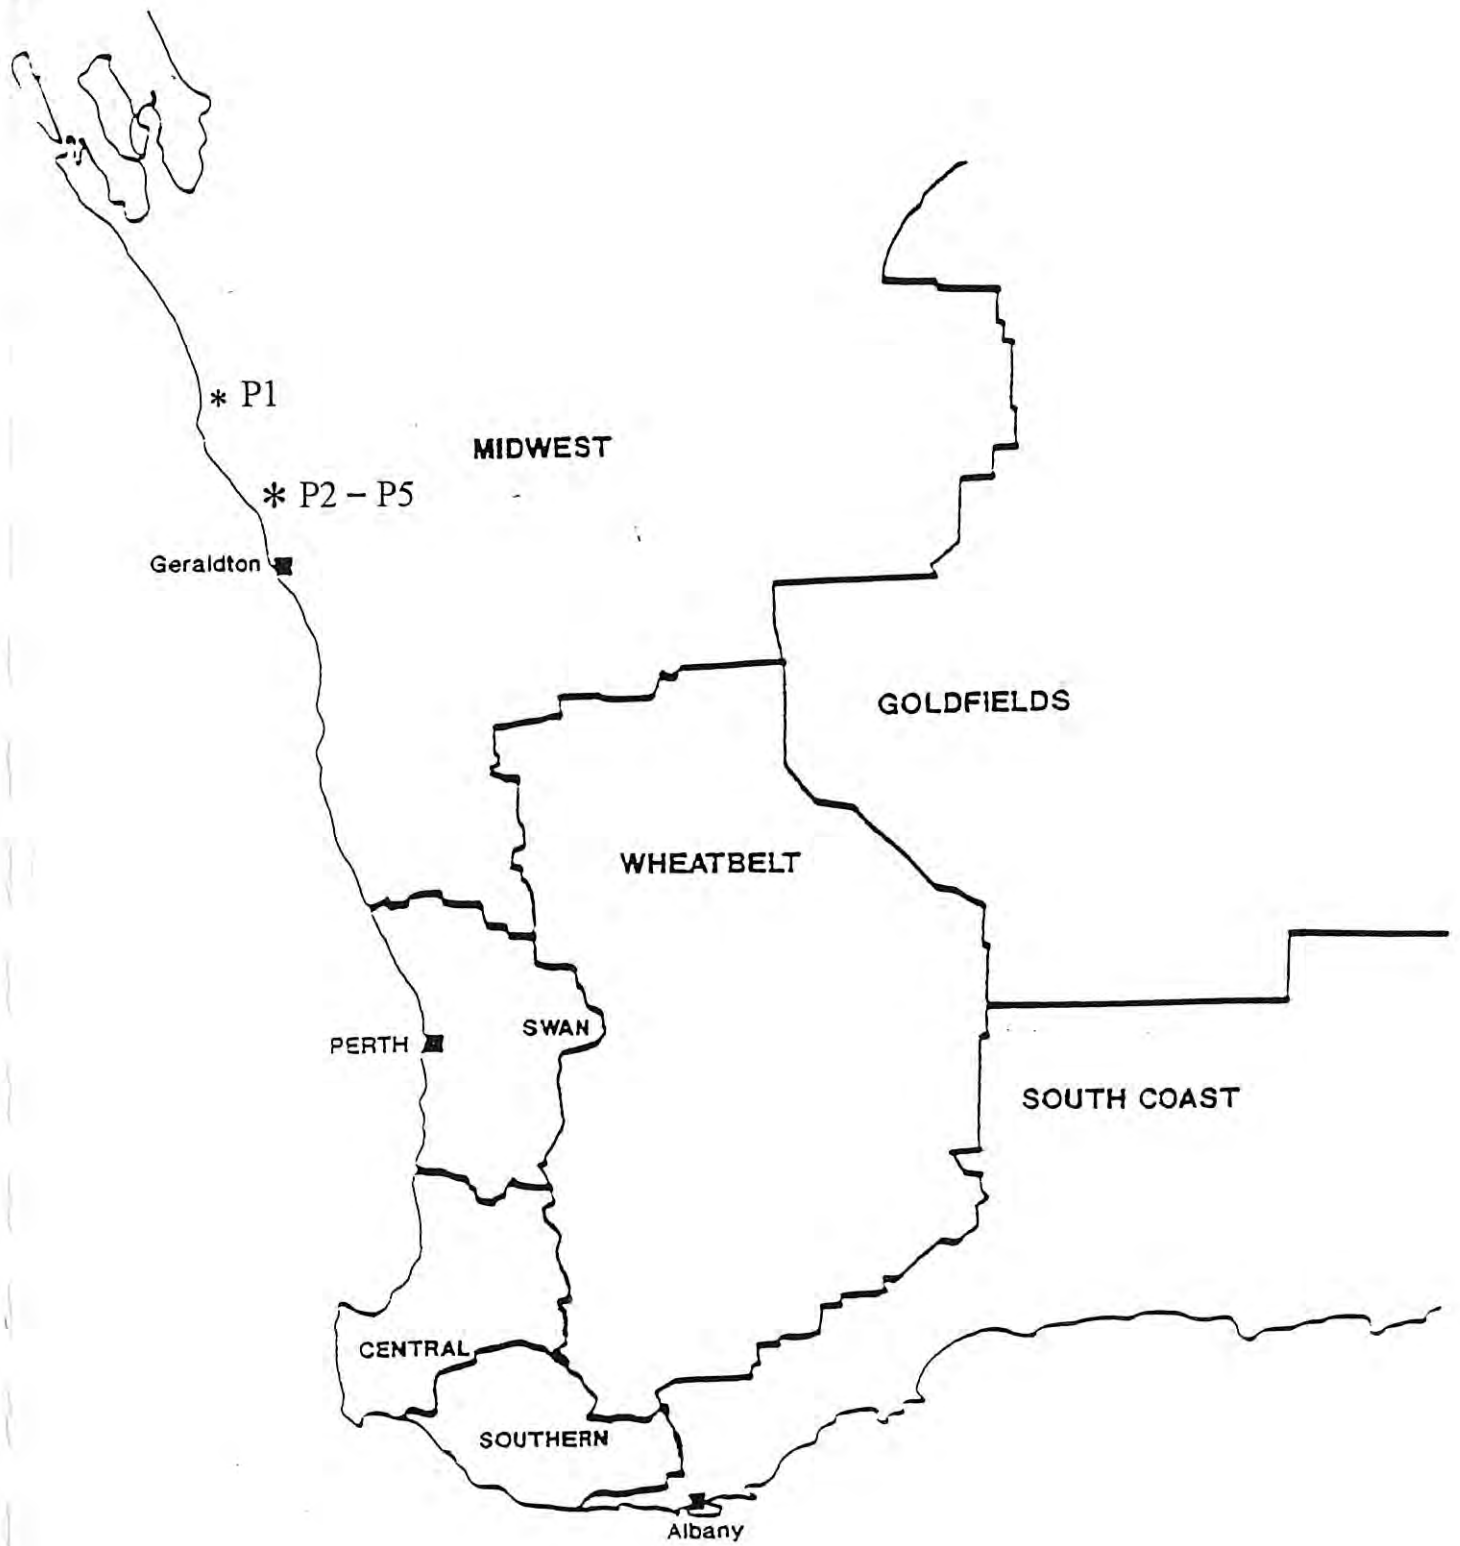 * P1
MIDWEST
* P2 – P5
Geraldton
GOLDFIELDS
WHEATBELT
SWAN
PERTH
SOUTH COAST
CENTRAL
SOUTHERN
Albany